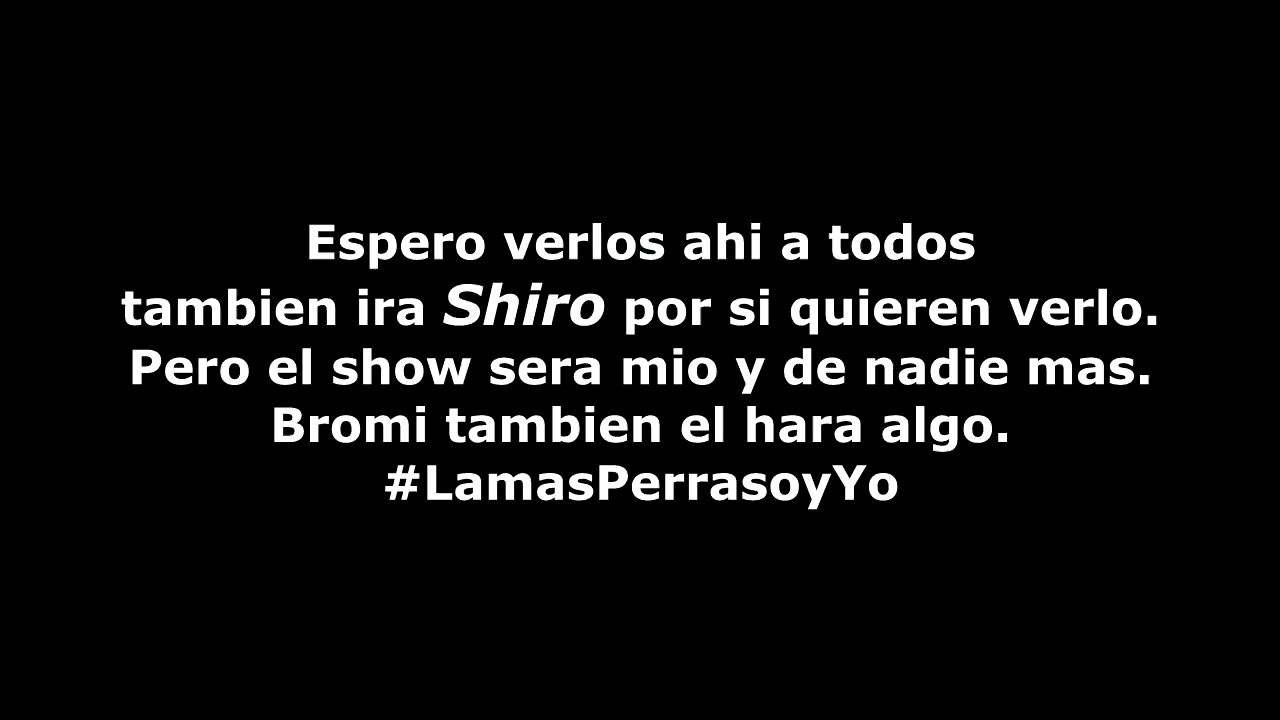 Espero verlos ahi a todos
tambien ira Shiro por si quieren verlo.
Pero el show sera mio y de nadie mas.
Bromi tambien el hara algo.
#LamasPerrasoyYo